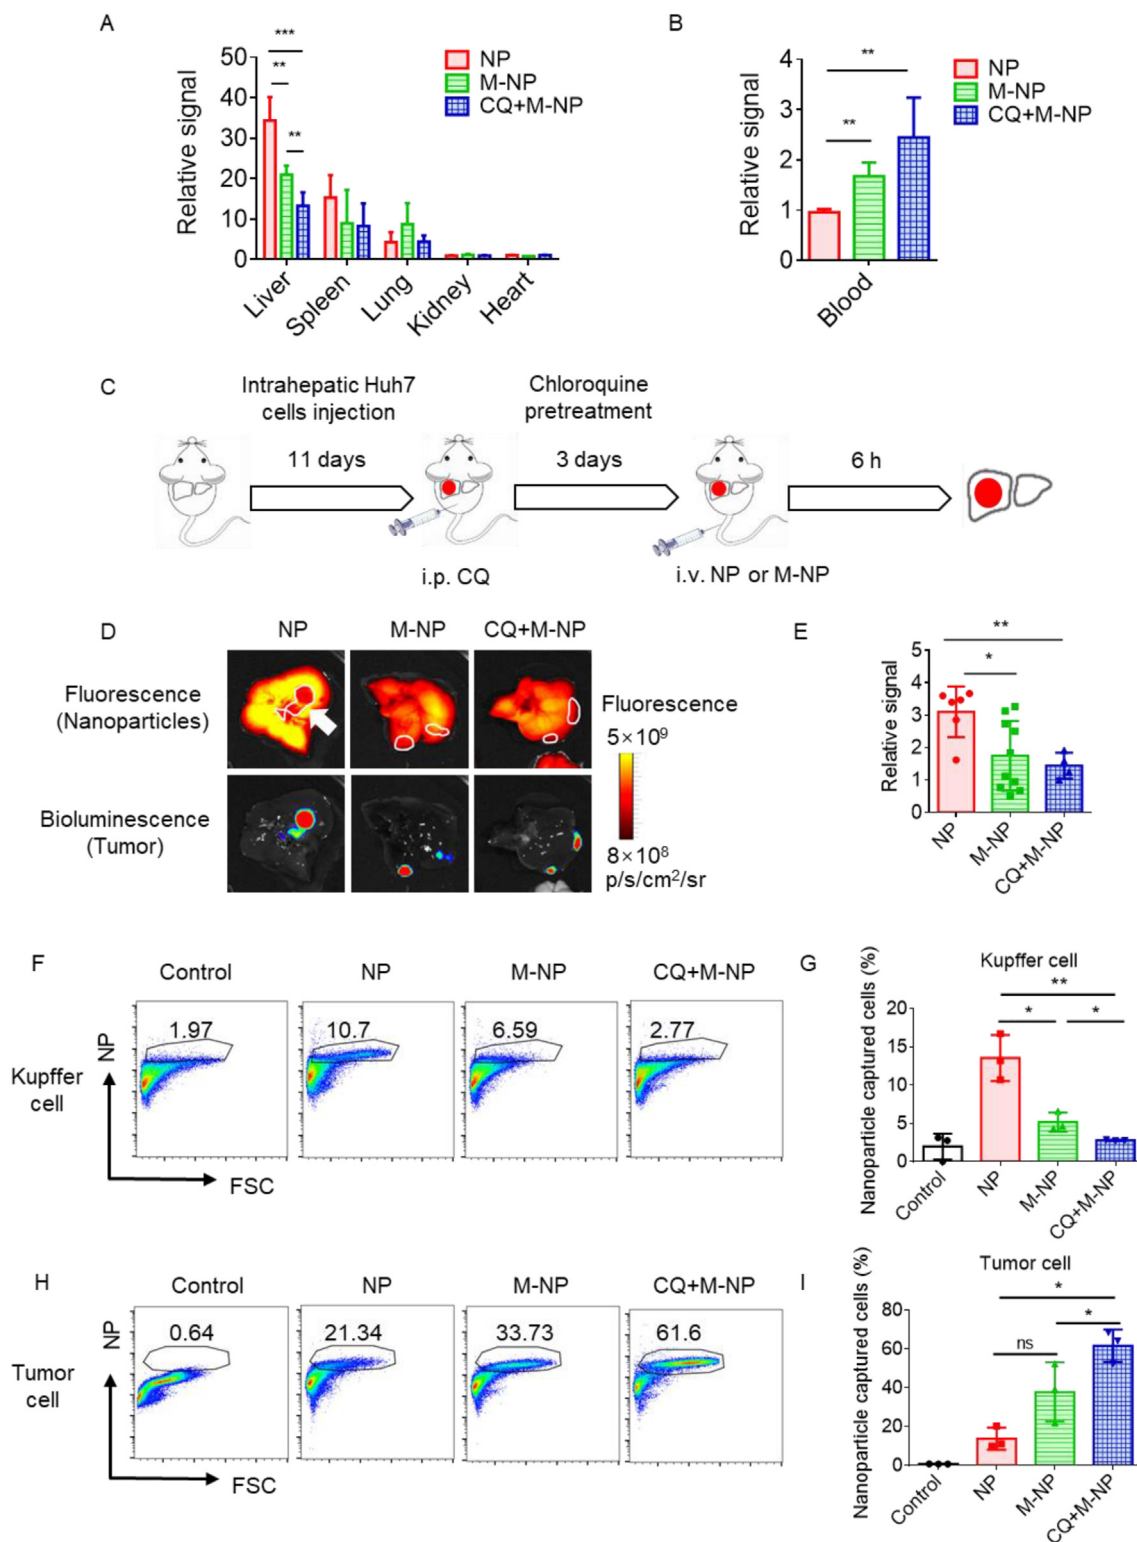 A
B
Relative signal
50
40
30
20
10
0
***
**
**
NP
M-NP
CQ+M-NP
Liver
Spleen
Lung
Kidney
Heart
Relative signal
4
3
2
1
0
**
**
NP
M-NP
CQ+M-NP
Blood
C
Intrahepatic Huh7
cells injection
Chloroquine
pretreatment
11 days
3 days
6 h
i.p. CQ
i.v. NP or M-NP
D
NP
M-NP
CQ+M-NP
Fluorescence
(Nanoparticles)
Bioluminescence
(Tumor)
Fluorescence
5×10⁹
8×10⁸
p/s/cm²/sr
E
Relative signal
5
4
3
2
1
0
**
*
NP
M-NP
CQ+M-NP
F
Control
NP
M-NP
CQ+M-NP
NP
1.97
10.7
6.59
2.77
Kupffer
cell
FSC
G
Kupffer cell
Nanoparticle captured cells (%)
20
15
10
5
0
**
*
*
Control
NP
M-NP
CQ+M-NP
H
Control
NP
M-NP
CQ+M-NP
NP
0.64
21.34
33.73
61.6
Tumor
cell
FSC
I
Tumor cell
Nanoparticle captured cells (%)
80
60
40
20
0
*
*
ns
Control
NP
M-NP
CQ+M-NP